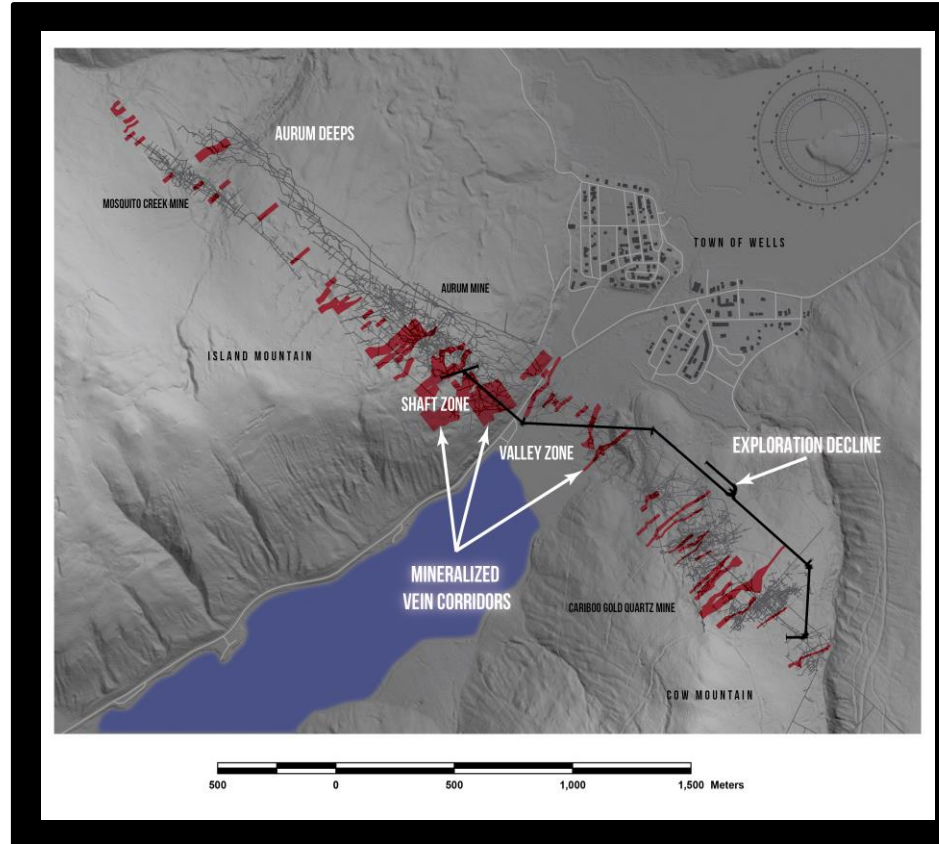 AURUM DEEPS
MOSQUITO CREEK MINE
TOWN OF WELLS
AURUM MINE
ISLAND MOUNTAIN
SHAFT ZONE
VALLEY ZONE
EXPLORATION DECLINE
MINERALIZED
VEIN CORRIDORS
CARIBOO GOLD QUARTZ MINE
COW MOUNTAIN
500 0 500 1,000 1,500 Meters